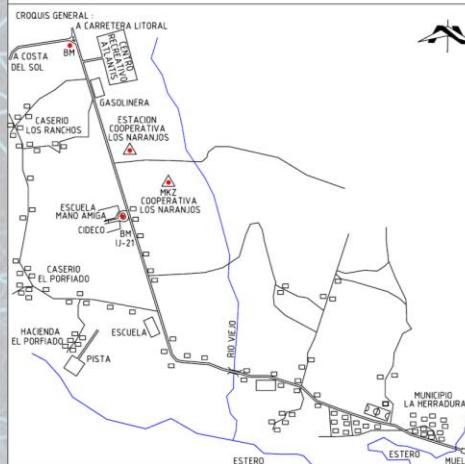 CROQUIS GENERAL :
A CARRETERA LITORAL
A COSTA
DEL SOL
BM
CENTRO
RECREATIVO
ATLANTIS
GASOLINERA
CASERIO
LOS RANCHOS
ESTACION
COOPERATIVA
LOS NARANJOS
MKZ
COOPERATIVA
LOS NARANJOS
ESCUELA
MANO AMIGA
CIDECO
BM
IJ-21
CASERIO
EL PORFIADO
HACIENDA
EL PORFIADO
ESCUELA
PISTA
RIO VIEJO
MUNICIPIO
LA HERRADURA
ESTERO
ESTERO
MUEL